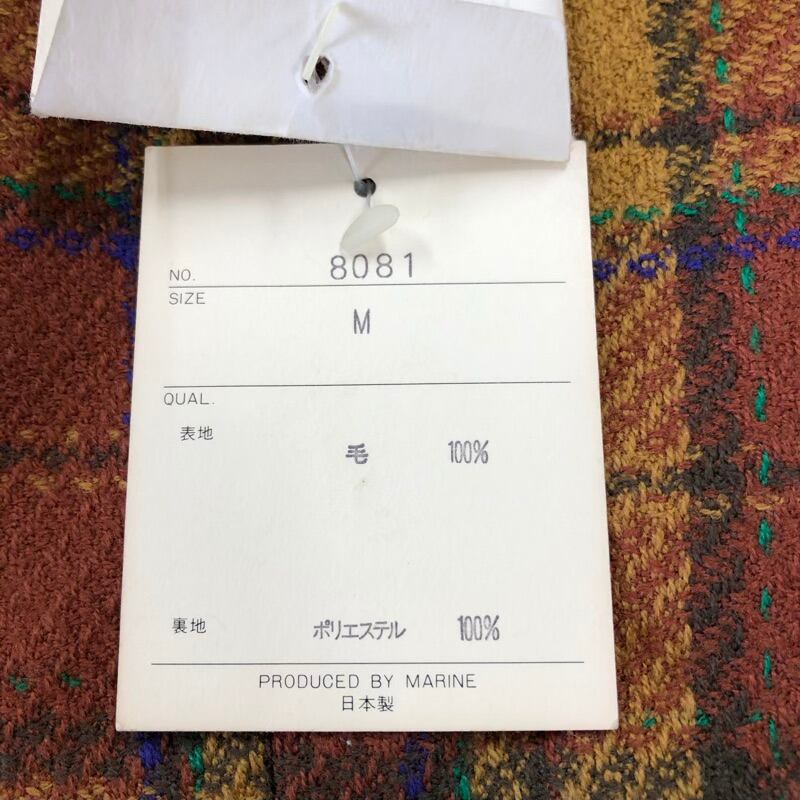 NO. 8081
SIZE
M
QUAL.
表地
毛 100%
裏地 ポリエステル 100%
PRODUCED BY MARINE
日本製